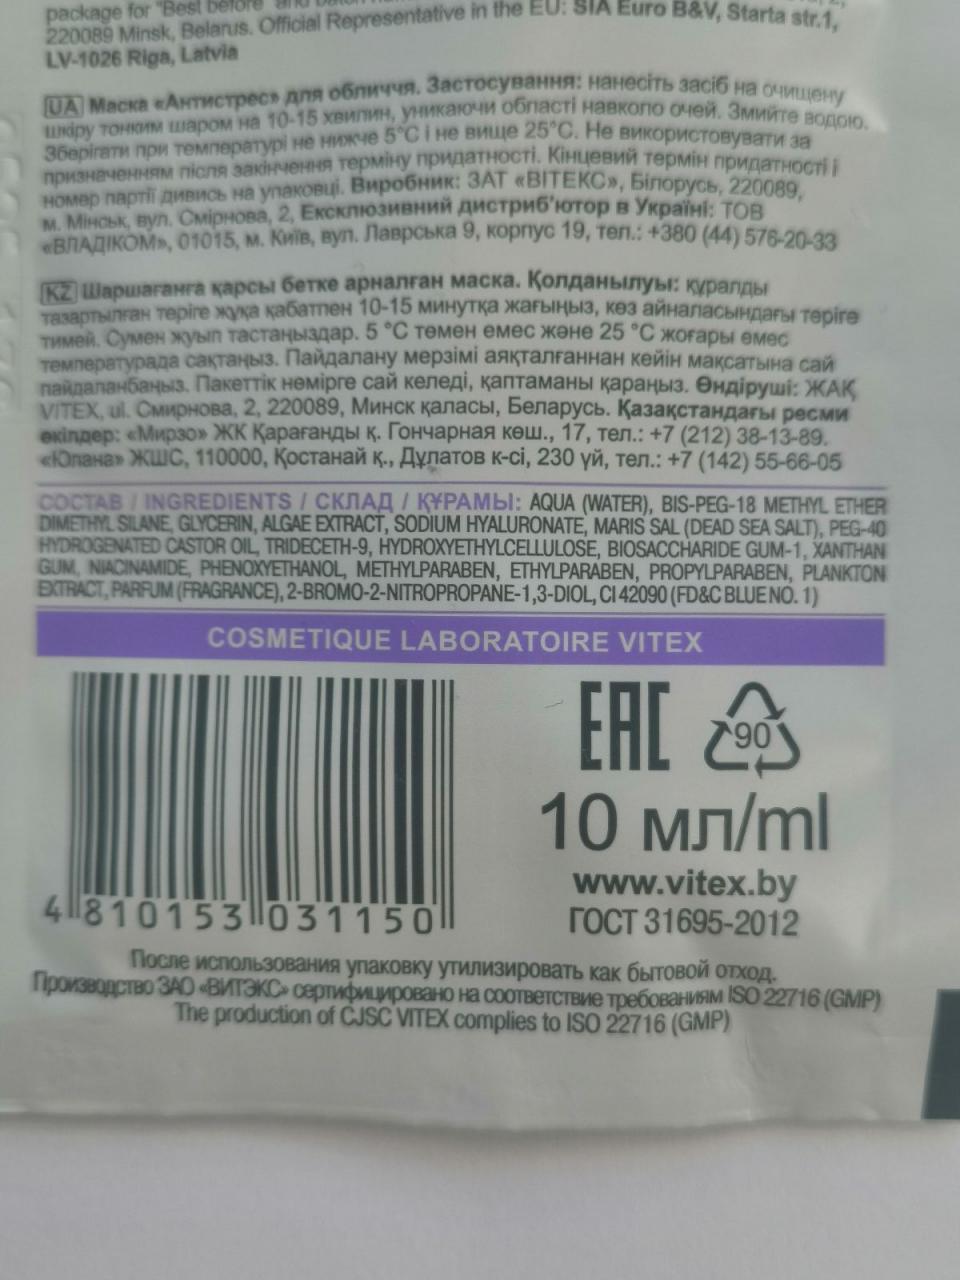 package for "Best before" and
220089 Minsk, Belarus. Official Representative in the EU: SIA Euro B&V, Starta str.1,
LV-1026 Riga, Latvia
UA Маска «Антистрес» для обличчя. Застосування: нанесіть засіб на очищену
шкіру тонким шаром на 10-15 хвилин, уникаючи області навколо очей. Змийте водою.
Зберігати при температурі не нижче 5°C і не вище 25°C. Не використовувати за
призначенням після закінчення терміну придатності. Кінцевий термін придатності і
номер партії дивись на упаковці. Виробник: ЗАТ «ВІТЕКС», Білорусь, 220089,
м. Мінськ, вул. Смірнова, 2, Ексклюзивний дистриб'ютор в Україні: ТОВ
«ВЛАДІКОМ», 01015, м. Київ, вул. Лаврська 9, корпус 19, тел.: +380 (44) 576-20-33
KZ Шаршағанға қарсы бетке арналған маска. Қолданылуы: құралды
тазартылған теріге жұқа қабатпен 10-15 минутқа жағыңыз, көз айналасындағы теріге
тимей. Сумен жуып тастаңыздар. 5 °C төмен емес және 25 °C жоғары емес
температурада сақтаңыз. Пайдалану мерзімі аяқталғаннан кейін мақсатына сай
пайдаланбаңыз. Пакеттік нөмірге сай келеді, қаптаманы қараңыз. Өндіруші: ЖАҚ
VITEX, ul. Смирнова, 2, 220089, Минск қаласы, Беларусь. Қазақстандағы ресми
өкілдер: «Мирзо» ЖК Қарағанды қ. Гончарная көш., 17, тел.: +7 (212) 38-13-89.
«Юлана» ЖШС, 110000, Қостанай қ., Дұлатов к-сі, 230 үй, тел.: +7 (142) 55-66-05
СОСТАВ / INGREDIENTS / СКЛАД / ҚҰРАМЫ: AQUA (WATER), BIS-PEG-18 METHYL ETHER
DIMETHYL SILANE, GLYCERIN, ALGAE EXTRACT, SODIUM HYALURONATE, MARIS SAL (DEAD SEA SALT), PEG-40
HYDROGENATED CASTOR OIL, TRIDECETH-9, HYDROXYETHYLCELLULOSE, BIOSACCHARIDE GUM-1, XANTHAN
GUM, NIACINAMIDE, PHENOXYETHANOL, METHYLPARABEN, ETHYLPARABEN, PROPYLPARABEN, PLANKTON
EXTRACT, PARFUM (FRAGRANCE), 2-BROMO-2-NITROPROPANE-1,3-DIOL, CI 42090 (FD&C BLUE NO. 1)
COSMETIQUE LABORATOIRE VITEX
EAC 90
10 мл/ml
www.vitex.by
ГОСТ 31695-2012
4 810153 031150
После использования упаковку утилизировать как бытовой отход.
Производство ЗАО «ВИТЭКС» сертифицировано на соответствие требованиям ISO 22716 (GMP)
The production of CJSC VITEX complies to ISO 22716 (GMP)